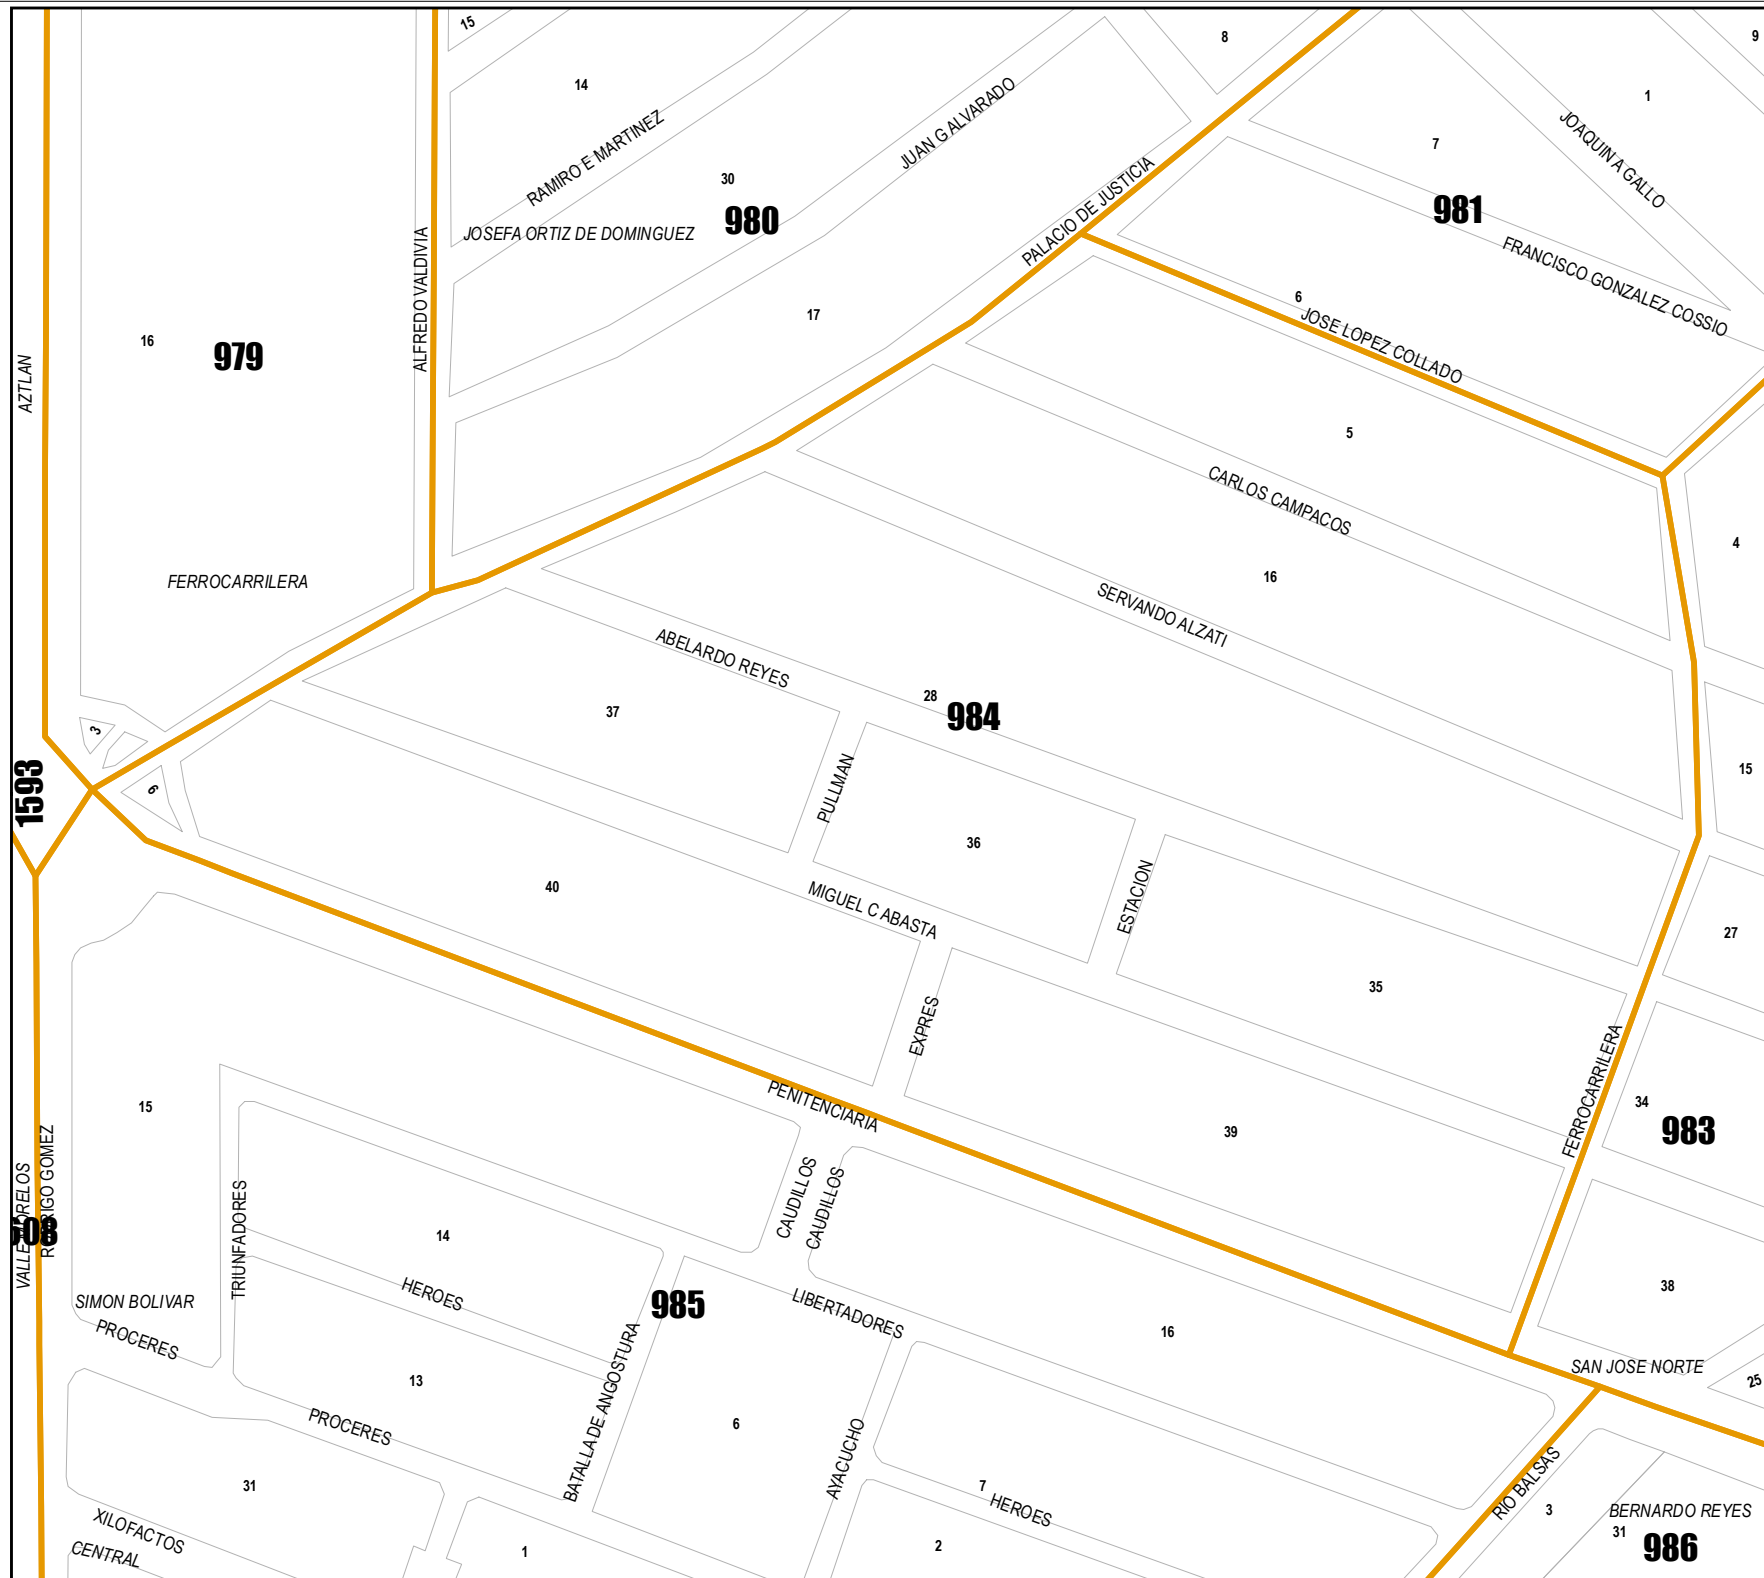 15
8
9
14
1
RAMIRO E MARTINEZ
JUAN G ALVARADO
JOAQUIN A GALLO
7
30
980
981
PALACIO DE JUSTICIA
JOSEFA ORTIZ DE DOMINGUEZ
ALFREDO VALDIVIA
FRANCISCO GONZALEZ COSSIO
6
JOSE LOPEZ COLLADO
17
16
979
AZTLAN
5
CARLOS CAMPACOS
4
FERROCARRILERA
16
SERVANDO ALZATI
ABELARDO REYES
28
984
37
3
6
1593
PULLMAN
15
36
40
MIGUEL C ABASTA
ESTACION
27
35
EXPRES
FERROCARRILERA
PENITENCIARIA
15
39
34
983
VALLE MORELOS
RODRIGO GOMEZ
608
TRIUNFADORES
CAUDILLOS
CAUDILLOS
14
HEROES
985
LIBERTADORES
38
SIMON BOLIVAR
PROCERES
16
SAN JOSE NORTE
25
13
PROCERES
BATALLA DE ANGOSTURA
6
AYACUCHO
31
7
HEROES
RIO BALSAS
3
BERNARDO REYES
31
986
XILOFACTOS
CENTRAL
1
2